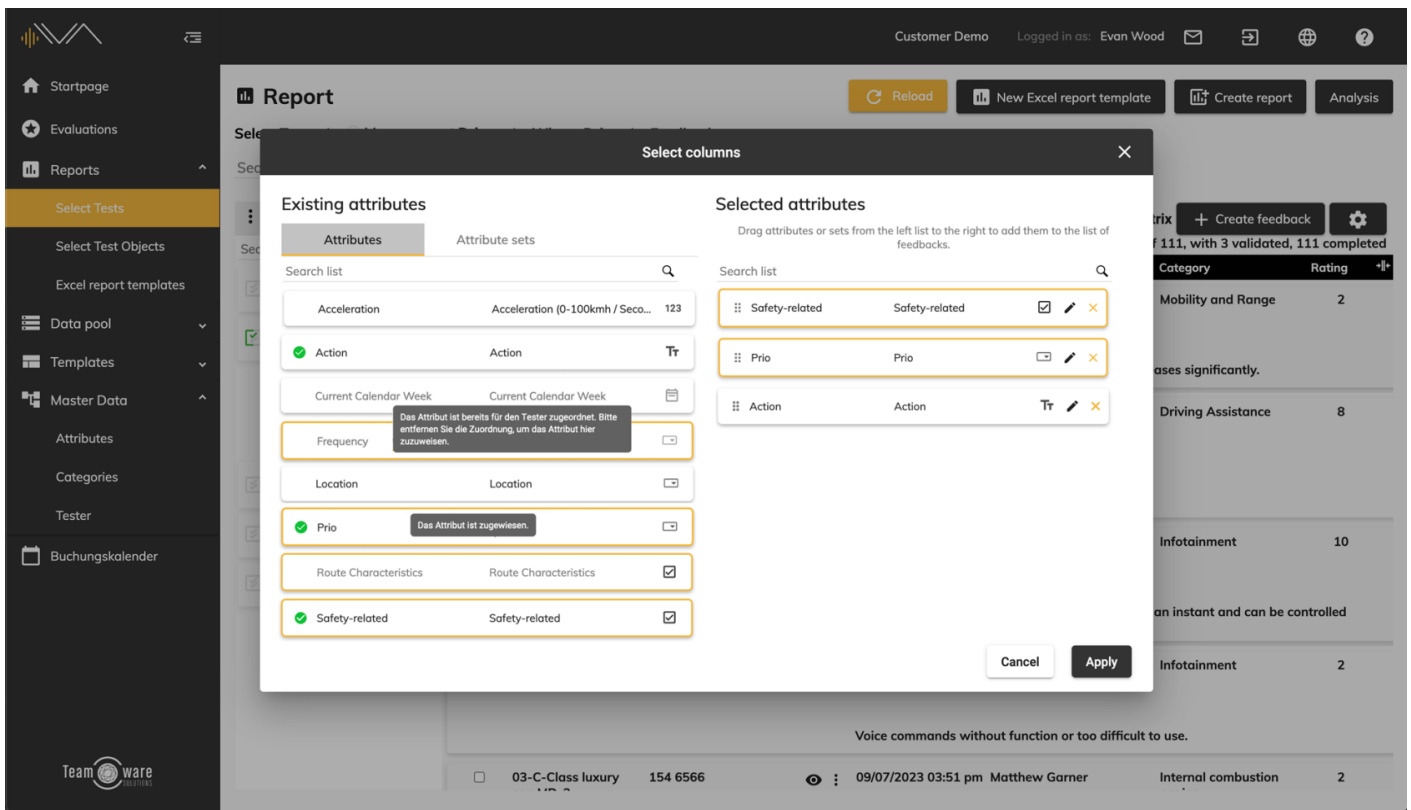 Customer Demo Logged in as: Evan Wood
Startpage
Evaluations
Reports
Select Tests
Select Test Objects
Excel report templates
Data pool
Templates
Master Data
Attributes
Categories
Tester
Buchungskalender
Team ware
SOLUTIONS
Report
Reload
New Excel report template
Create report
Analysis
Sele
Sec
Select columns
Existing attributes
Attributes
Attribute sets
Search list
Acceleration Acceleration (0-100kmh / Seco... 123
Action Action Tт
Current Calendar Week Current Calendar Week
Das Attribut ist bereits für den Tester zugeordnet. Bitte
entfernen Sie die Zuordnung, um das Attribut hier
zuzuweisen.
Frequency
Location Location
Prio
Das Attribut ist zugewiesen.
Route Characteristics Route Characteristics
Safety-related Safety-related
Selected attributes
Drag attributes or sets from the left list to the right to add them to the list of
feedbacks.
Search list
Safety-related Safety-related
Prio Prio
Action Action Tт
Cancel
Apply
Sec
trix
Create feedback
f 111, with 3 validated, 111 completed
Category Rating
Mobility and Range 2
ases significantly.
Driving Assistance 8
Infotainment 10
an instant and can be controlled
Infotainment 2
Voice commands without function or too difficult to use.
03-C-Class luxury 154 6566 09/07/2023 03:51 pm Matthew Garner Internal combustion 2